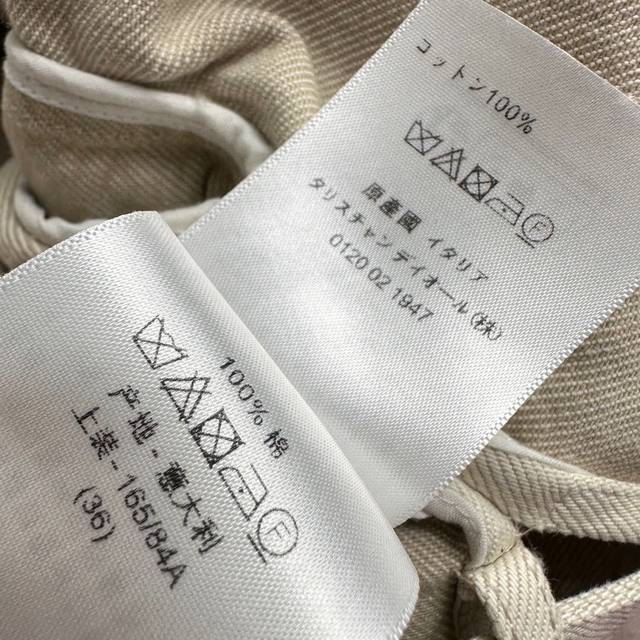 コットン100%
F
原産國 イタリア
タリスチャン ディオール(株)
0120 02 1947
100% 棉
F
产地 - 意大利
上装 - 165/84A
(36)